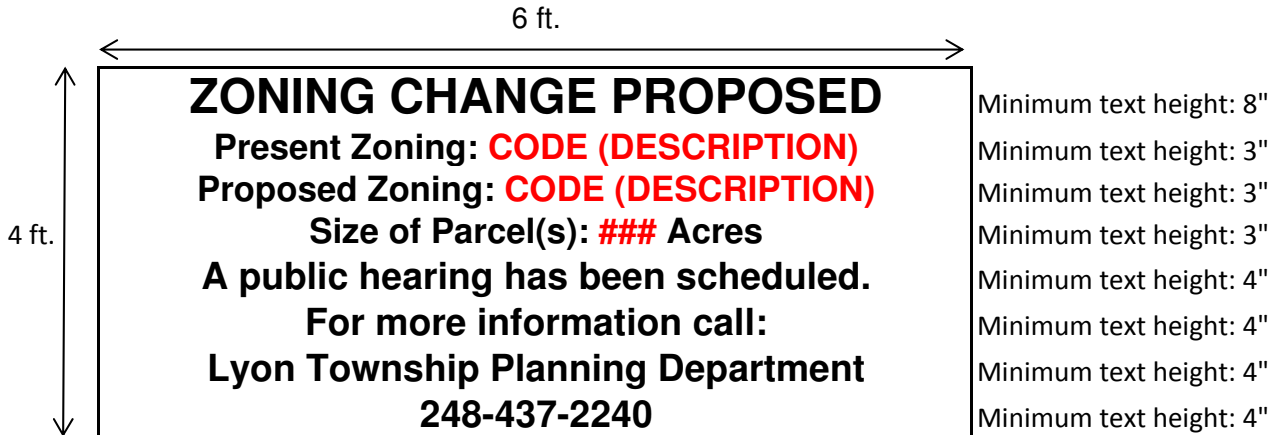 6 ft.
ZONING CHANGE PROPOSED Minimum text height: 8"
Present Zoning: CODE (DESCRIPTION) Minimum text height: 3"
Proposed Zoning: CODE (DESCRIPTION) Minimum text height: 3"
4 ft. Size of Parcel(s): ### Acres Minimum text height: 3"
A public hearing has been scheduled. Minimum text height: 4"
For more information call: Minimum text height: 4"
Lyon Township Planning Department Minimum text height: 4"
248-437-2240 Minimum text height: 4"